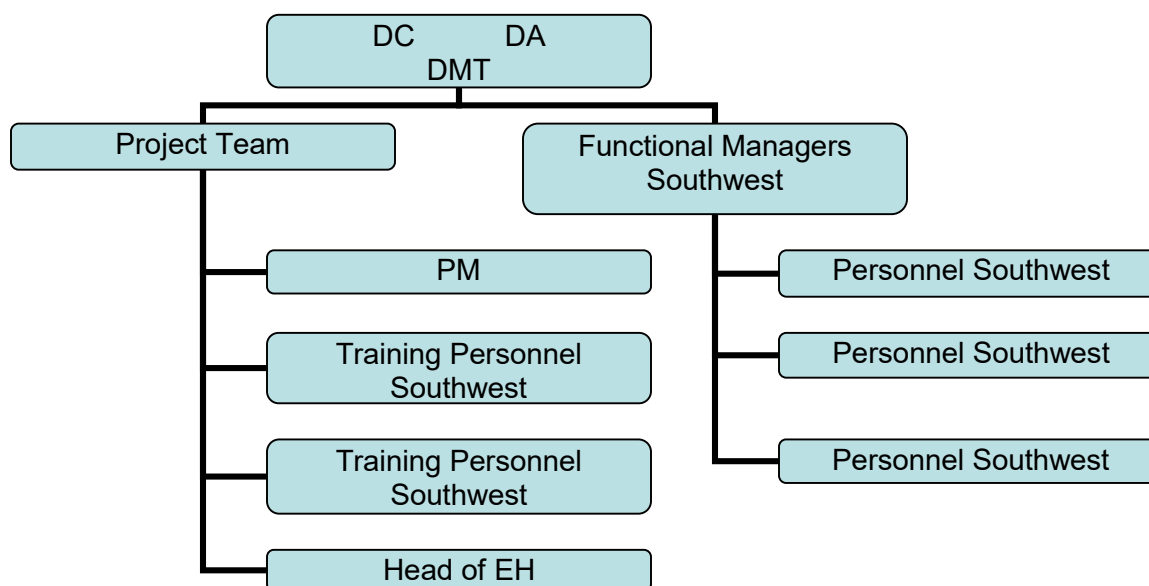 DC DA
DMT
Project Team
Functional Managers
Southwest
PM
Training Personnel
Southwest
Training Personnel
Southwest
Head of EH
Personnel Southwest
Personnel Southwest
Personnel Southwest